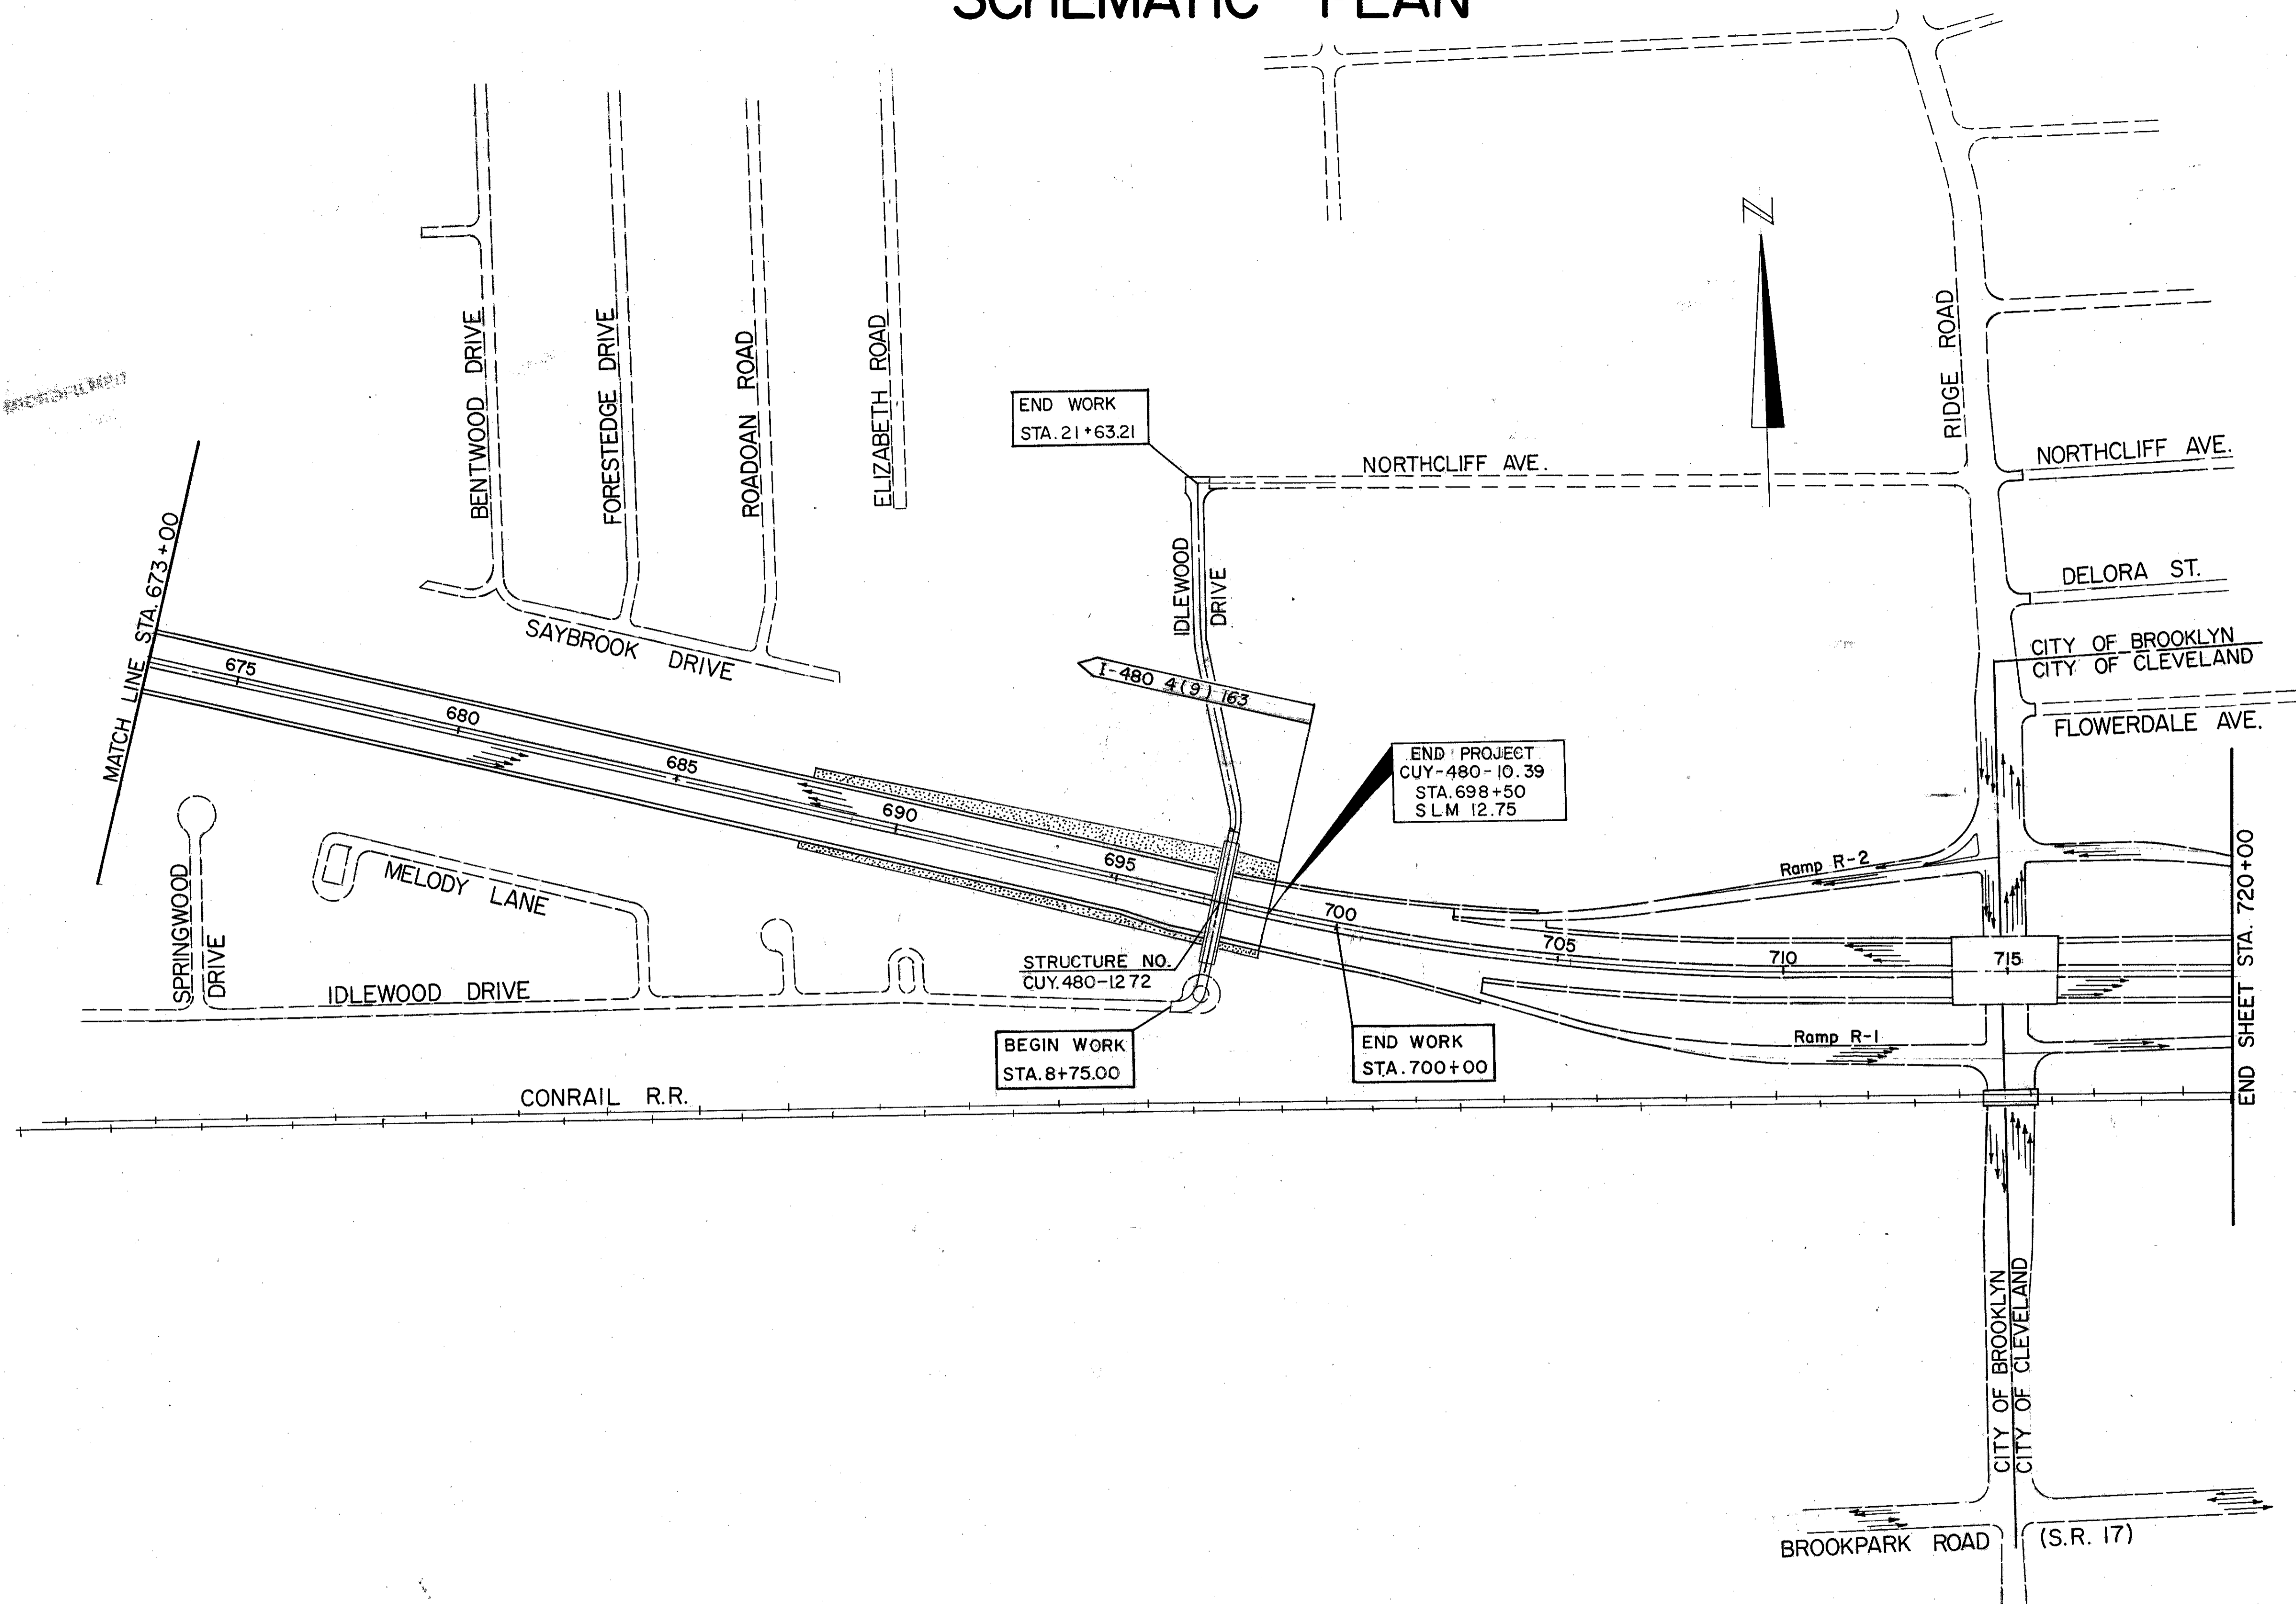 SCHEMATIC PLAN
N
BENTWOOD DRIVE
FORESTEDGE DRIVE
ROADOAN ROAD
ELIZABETH ROAD
RIDGE ROAD
END WORK
STA. 21+63.21
NORTHCLIFF AVE.
NORTHCLIFF AVE.
DELORA ST.
CITY OF BROOKLYN
CITY OF CLEVELAND
FLOWERDALE AVE.
MATCH LINE STA. 673+00
SAYBROOK DRIVE
IDLEWOOD
DRIVE
I-480 4(9) 163
675
680
685
690
695
700
705
710
715
END PROJECT
CUY-480-10.39
STA. 698+50
SLM 12.75
Ramp R-2
SPRINGWOOD
DRIVE
MELODY LANE
IDLEWOOD DRIVE
STRUCTURE NO.
CUY.480-1272
BEGIN WORK
STA. 8+75.00
END WORK
STA. 700+00
Ramp R-1
END SHEET STA. 720+00
CONRAIL R.R.
CITY OF BROOKLYN
CITY OF CLEVELAND
BROOKPARK ROAD (S.R. 17)